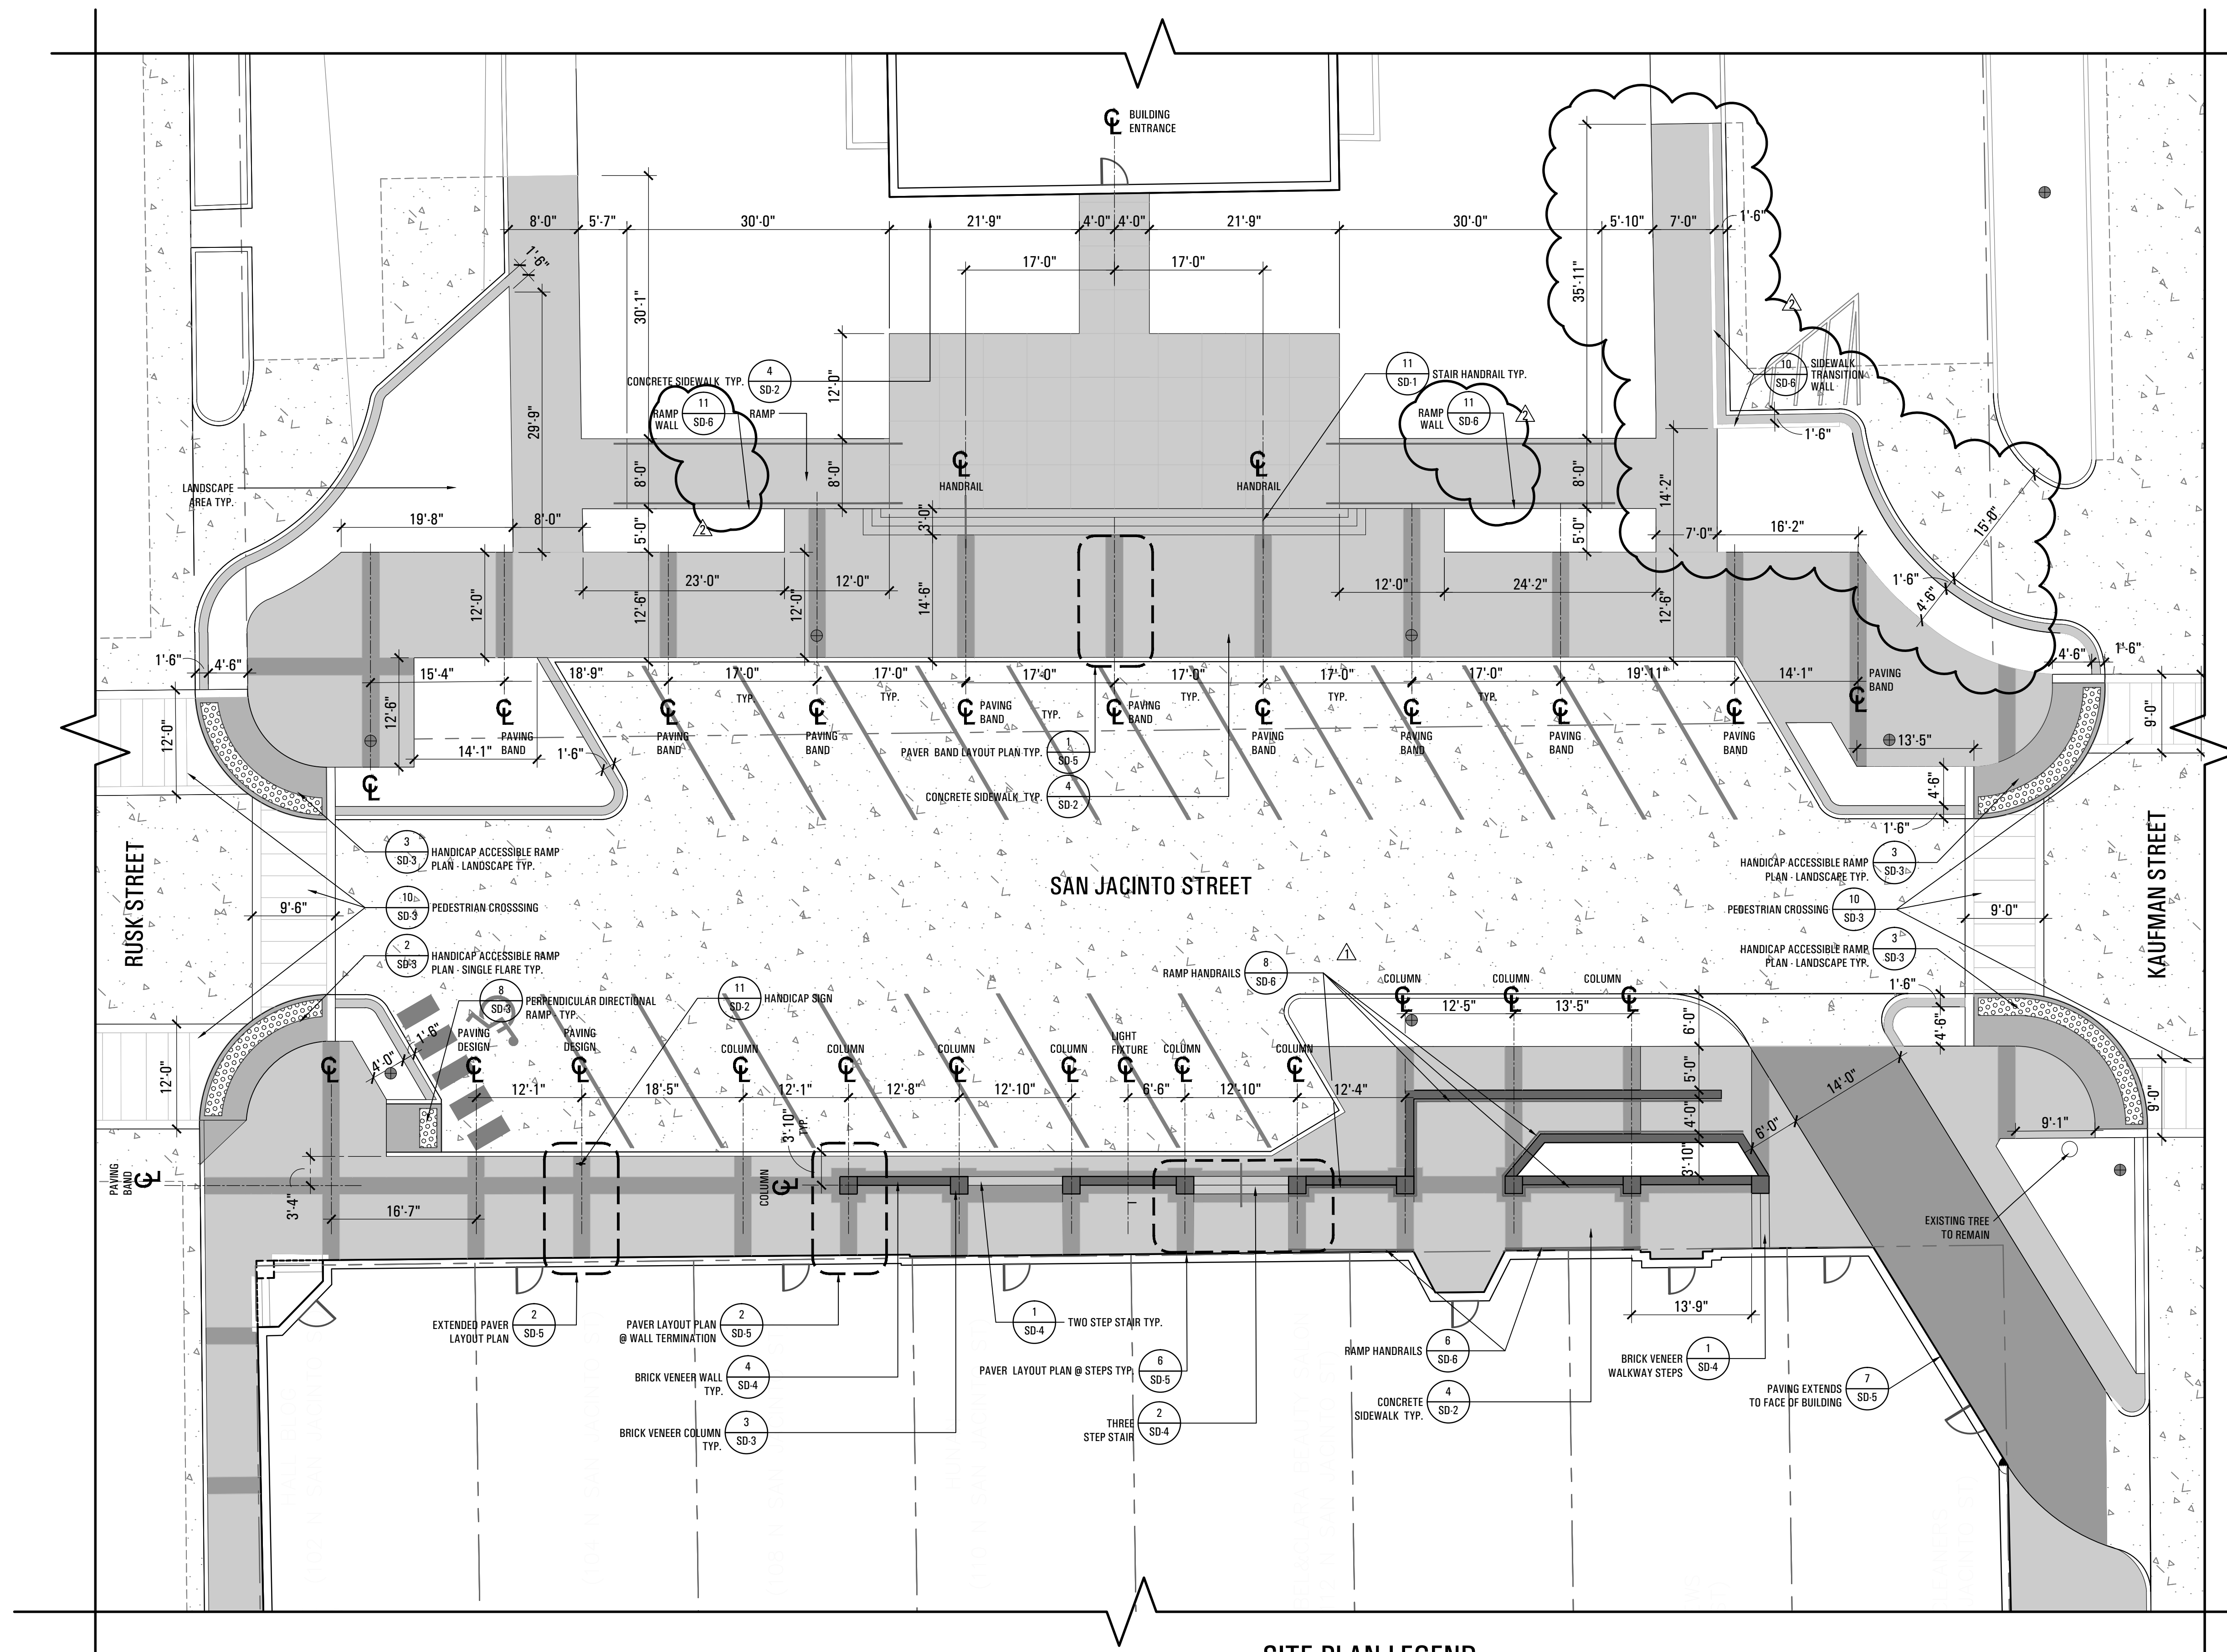 ℄ BUILDING
ENTRANCE
8'-0" 5'-7" 30'-0" 21'-9" 4'-0" 4'-0" 21'-9" 30'-0" 5'-10" 7'-0" 1'-6"
1'-6"
17'-0" 17'-0"
30'-1"
35'-11"
2
4
SD-2
CONCRETE SIDEWALK TYP.
12'-0"
11
SD-1
STAIR HANDRAIL TYP.
10
SD-6
SIDEWALK
TRANSITION
WALL
RAMP
WALL
11
SD-6
RAMP
RAMP
WALL
11
SD-6
2
1'-6"
29'-9"
LANDSCAPE
AREA TYP.
8'-0"
8'-0"
℄
HANDRAIL
℄
HANDRAIL
8'-0"
14'-2"
15'-0"
19'-8" 8'-0"
5'-0"
2
3'-0"
5'-0"
7'-0" 16'-2"
12'-0"
12'-6"
23'-0"
12'-0"
12'-0"
14'-6"
12'-0" 24'-2"
12'-6"
1'-6"
4'-6"
1'-6" 4'-6"
4'-6" 1'-6"
15'-4" 18'-9" 17'-0" 17'-0" 17'-0" 17'-0" 17'-0" 17'-0" 19'-11" 14'-1"
TYP. TYP. TYP. TYP. TYP. TYP.
12'-6"
℄ PAVING
BAND
℄ PAVING
BAND
℄ PAVING
BAND
℄ PAVING
BAND
℄ PAVING
BAND
℄ PAVING
BAND
℄ PAVING
BAND
℄ PAVING
BAND
℄ PAVING
BAND
℄ PAVING
BAND
℄
12'-0"
14'-1"
1'-6"
PAVER BAND LAYOUT PLAN TYP.
1
SD-5
CONCRETE SIDEWALK TYP.
4
SD-2
13'-5"
9'-0"
4'-6"
1'-6"
RUSK STREET
3
SD-3
HANDICAP ACCESSIBLE RAMP
PLAN - LANDSCAPE TYP.
SAN JACINTO STREET
HANDICAP ACCESSIBLE RAMP
PLAN - LANDSCAPE TYP.
3
SD-3
KAUFMAN STREET
9'-6"
10
SD-3
PEDESTRIAN CROSSSING
PEDESTRIAN CROSSING
10
SD-3
9'-0"
2
SD-3
HANDICAP ACCESSIBLE RAMP
PLAN - SINGLE FLARE TYP.
HANDICAP ACCESSIBLE RAMP
PLAN - LANDSCAPE TYP.
3
SD-3
8
SD-3
PERPENDICULAR DIRECTIONAL
RAMP - TYP.
11
SD-2
HANDICAP SIGN
RAMP HANDRAILS
8
SD-6
1
COLUMN
℄
COLUMN
℄
COLUMN
℄
12'-5" 13'-5"
6'-0"
1'-6"
4'-6"
12'-0"
4'-0"
1'-6"
℄
PAVING
DESIGN
℄
PAVING
DESIGN
℄
COLUMN
℄
COLUMN
℄
COLUMN
℄
COLUMN
℄
LIGHT
FIXTURE
℄
COLUMN
℄
COLUMN
℄
12'-1" 18'-5" 12'-1" 12'-8" 12'-10" 6'-6" 12'-10" 12'-4"
5'-0"
4'-0"
3'-10"
14'-0"
6'-0"
9'-0"
9'-1"
3'-10"
TYP.
PAVING
BAND
℄
COLUMN
℄
3'-4"
16'-7"
EXISTING TREE
TO REMAIN
EXTENDED PAVER
LAYOUT PLAN
2
SD-5
PAVER LAYOUT PLAN
@ WALL TERMINATION
2
SD-5
1
SD-4
TWO STEP STAIR TYP.
13'-9"
BRICK VENEER WALL
TYP.
4
SD-4
PAVER LAYOUT PLAN @ STEPS TYP.
6
SD-5
RAMP HANDRAILS
6
SD-6
BRICK VENEER
WALKWAY STEPS
1
SD-4
PAVING EXTENDS
TO FACE OF BUILDING
7
SD-5
BRICK VENEER COLUMN
TYP.
3
SD-3
THREE
STEP STAIR
2
SD-4
CONCRETE
SIDEWALK TYP.
4
SD-2
SITE PLAN LEGEND